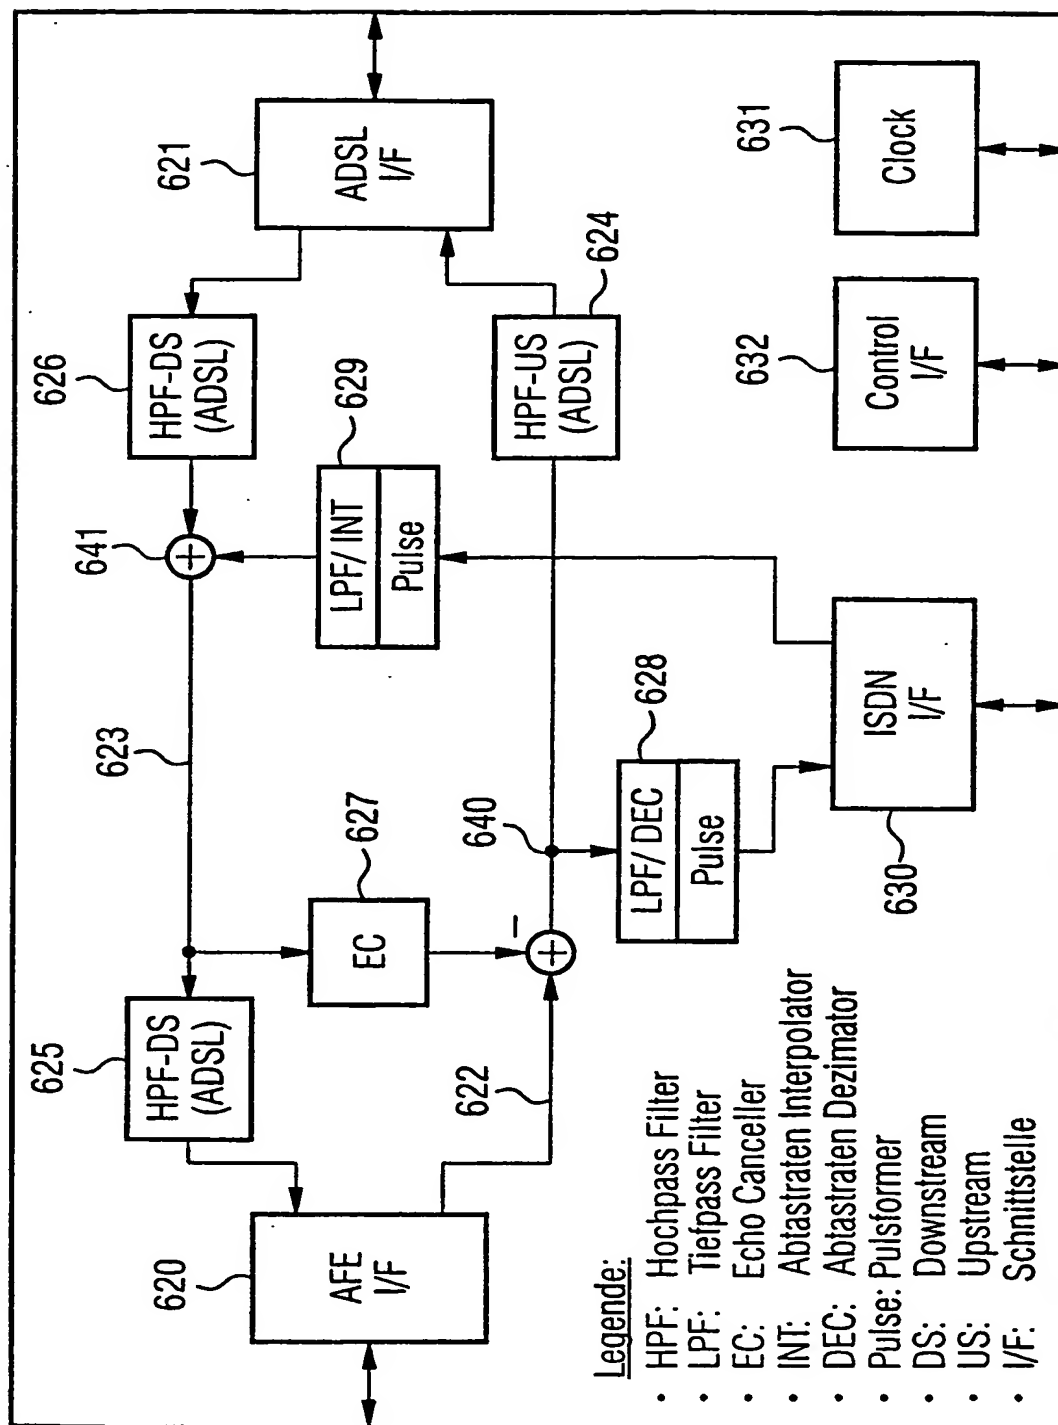 625
HPF-DS
(ADSL)
623
641
626
HPF-DS
(ADSL)
621
ADSL
I/F
620
AFE
I/F
627
EC
629
LPF/ INT
Pulse
622
–
640
624
HPF-US
(ADSL)
628
LPF/ DEC
Pulse
630
ISDN
I/F
632
Control
I/F
631
Clock
Legende:
• HPF: Hochpass Filter
• LPF: Tiefpass Filter
• EC: Echo Canceller
• INT: Abtastraten Interpolator
• DEC: Abtastraten Dezimator
• Pulse: Pulsformer
• DS: Downstream
• US: Upstream
• I/F: Schnittstelle